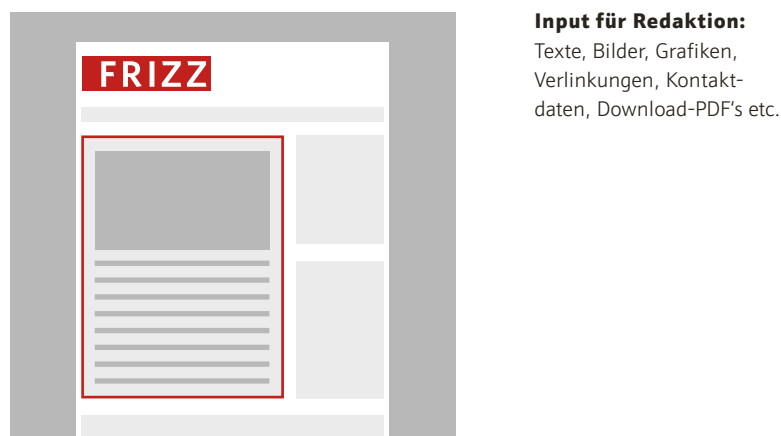 FRIZZ
Input für Redaktion:
Texte, Bilder, Grafiken,
Verlinkungen, Kontakt-
daten, Download-PDF's etc.